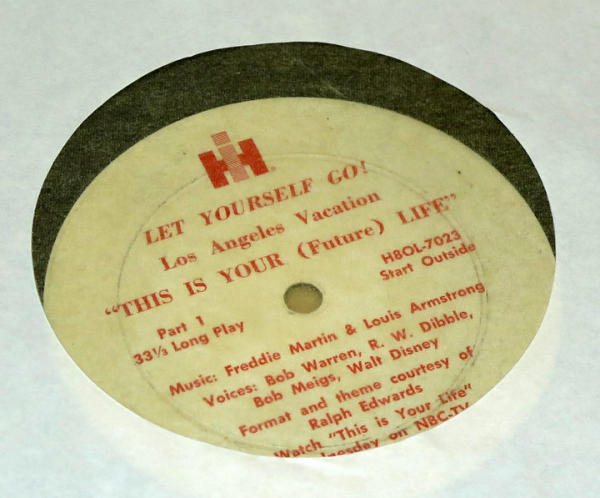 IH
LET YOURSELF GO!
Los Angeles Vacation
"THIS IS YOUR (Future) LIFE"
Part 1
33⅓ Long Play
H8OL-7023
Start Outside
Music: Freddie Martin & Louis Armstrong
Voices: Bob Warren, R. W. Dibble,
Bob Meigs, Walt Disney
Format and theme courtesy of
Ralph Edwards
Watch "This is Your Life"
on NBC-TV